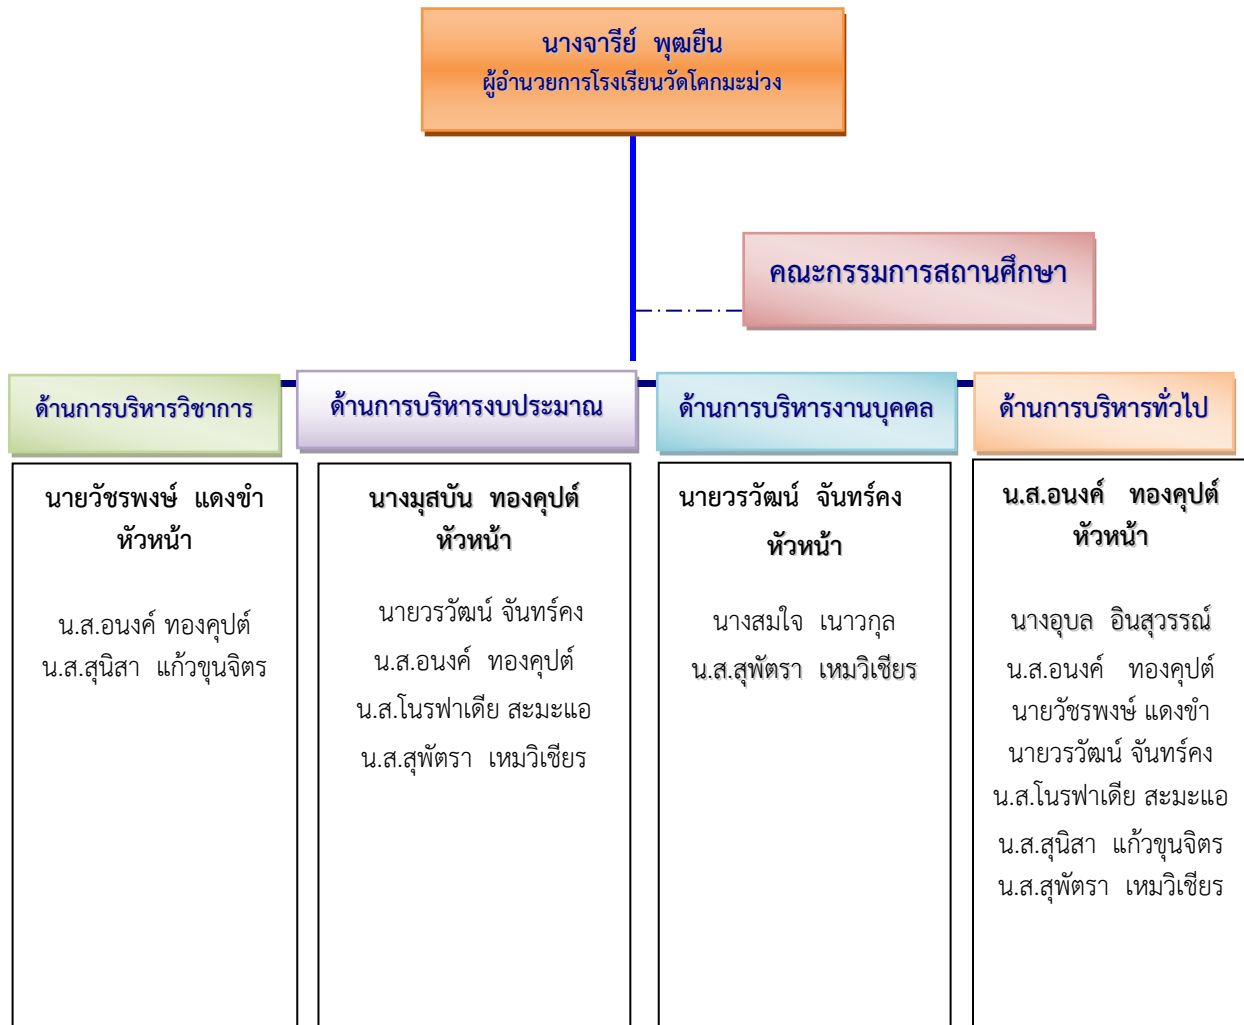 นางจารีย์ พุฒยืน
ผู้อำนวยการโรงเรียนวัดโคกมะม่วง
คณะกรรมการสถานศึกษา
ด้านการบริหารวิชาการ
ด้านการบริหารงบประมาณ
ด้านการบริหารงานบุคคล
ด้านการบริหารทั่วไป
นายวัชรพงษ์ แดงขำ
หัวหน้า
น.ส.อนงค์ ทองคุปต์
น.ส.สุนิสา แก้วขุนจิตร
นางมุสบัน ทองคุปต์
หัวหน้า
นายวรวัฒน์ จันทร์คง
น.ส.อนงค์ ทองคุปต์
น.ส.โนรฟาเดีย สะมะแอ
น.ส.สุพัตรา เหมวิเชียร
นายวรวัฒน์ จันทร์คง
หัวหน้า
นางสมใจ เนาวกุล
น.ส.สุพัตรา เหมวิเชียร
น.ส.อนงค์ ทองคุปต์
หัวหน้า
นางอุบล อินสุวรรณ์
น.ส.อนงค์ ทองคุปต์
นายวัชรพงษ์ แดงขำ
นายวรวัฒน์ จันทร์คง
น.ส.โนรฟาเดีย สะมะแอ
น.ส.สุนิสา แก้วขุนจิตร
น.ส.สุพัตรา เหมวิเชียร